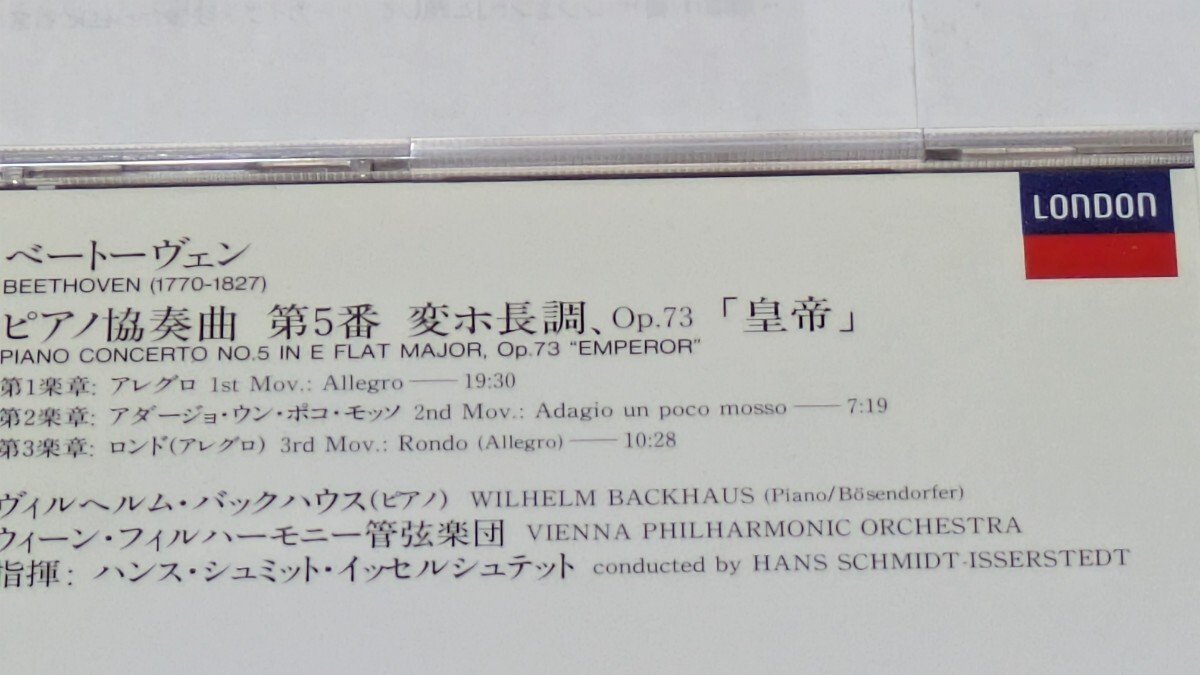 LONDON
ベートーヴェン
BEETHOVEN (1770-1827)
ピアノ協奏曲 第5番 変ホ長調、Op.73 「皇帝」
PIANO CONCERTO NO.5 IN E FLAT MAJOR, Op.73 “EMPEROR”
第1楽章: アレグロ 1st Mov.: Allegro —— 19:30
第2楽章: アダージョ・ウン・ポコ・モッソ 2nd Mov.: Adagio un poco mosso —— 7:19
第3楽章: ロンド(アレグロ) 3rd Mov.: Rondo (Allegro) —— 10:28
ヴィルヘルム・バックハウス(ピアノ) WILHELM BACKHAUS (Piano/Bösendorfer)
ウィーン・フィルハーモニー管弦楽団 VIENNA PHILHARMONIC ORCHESTRA
指揮: ハンス・シュミット・イッセルシュテット conducted by HANS SCHMIDT-ISSERSTEDT